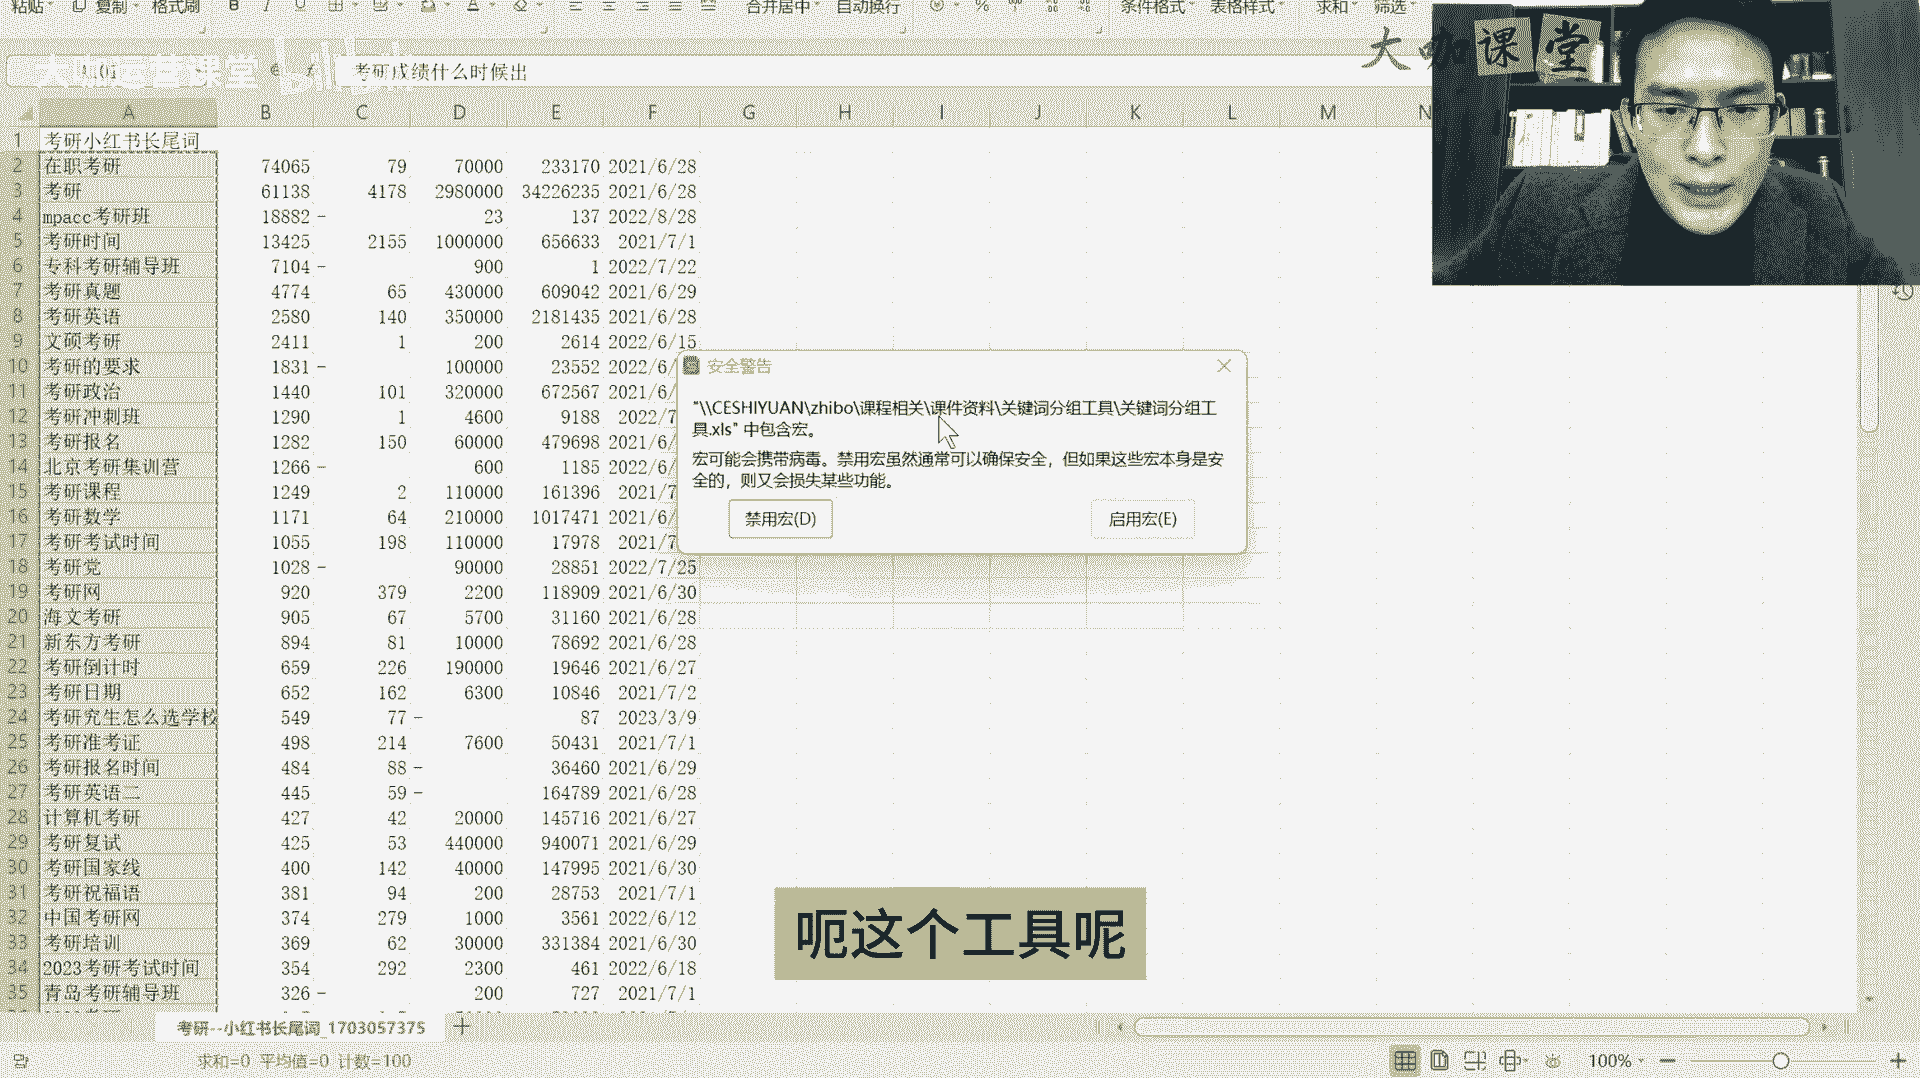 粘贴 复制 格式刷 B I U A 合并居中 自动换行 % 条件格式 表格样式 求和 筛选
大咖运营课堂 bilibili
考研成绩什么时候出
大咖课堂
A B C D E F G H I J K L M N
1 考研小红书长尾词
2 在职考研 74065 79 70000 233170 2021/6/28
3 考研 61138 4178 2980000 34226235 2021/6/28
4 mpacc考研班 18882 - 23 137 2022/8/28
5 考研时间 13425 2155 1000000 656633 2021/7/1
6 专科考研辅导班 7104 - 900 1 2022/7/22
7 考研真题 4774 65 430000 609042 2021/6/29
8 考研英语 2580 140 350000 2181435 2021/6/28
9 文硕考研 2411 1 200 2614 2022/6/15
10 考研的要求 1831 - 100000 23552 2022/6/
11 考研政治 1440 101 320000 672567 2021/6/
12 考研冲刺班 1290 1 4600 9188 2022/7
13 考研报名 1282 150 60000 479698 2021/6/
14 北京考研集训营 1266 - 600 1185 2022/6/
15 考研课程 1249 2 110000 161396 2021/7
16 考研数学 1171 64 210000 1017471 2021/6/
17 考研考试时间 1055 198 110000 17978 2021/7
18 考研党 1028 - 90000 28851 2022/7/25
19 考研网 920 379 2200 118909 2021/6/30
20 海文考研 905 67 5700 31160 2021/6/28
21 新东方考研 894 81 10000 78692 2021/6/28
22 考研倒计时 659 226 190000 19646 2021/6/27
23 考研日期 652 162 6300 10846 2021/7/2
24 考研究生怎么选学校 549 77 - 87 2023/3/9
25 考研准考证 498 214 7600 50431 2021/7/1
26 考研报名时间 484 88 - 36460 2021/6/29
27 考研英语二 445 59 - 164789 2021/6/28
28 计算机考研 427 42 20000 145716 2021/6/27
29 考研复试 425 53 440000 940071 2021/6/29
30 考研国家线 400 142 40000 147995 2021/6/30
31 考研祝福语 381 94 200 28753 2021/7/1
32 中国考研网 374 279 1000 3561 2022/6/12
33 考研培训 369 62 30000 331384 2021/6/30
34 2023考研考试时间 354 292 2300 461 2022/6/18
35 青岛考研辅导班 326 - 200 727 2021/7/1
安全警告
"\\CESHIYUAN\zhibo\课程相关\课件资料\关键词分组工具\关键词分组工
具.xls" 中包含宏。
宏可能会携带病毒。禁用宏虽然通常可以确保安全，但如果这些宏本身是安
全的，则又会损失某些功能。
禁用宏(D) 启用宏(E)
呃这个工具呢
考研--小红书长尾词_1703057375
求和=0 平均值=0 计数=100
100%